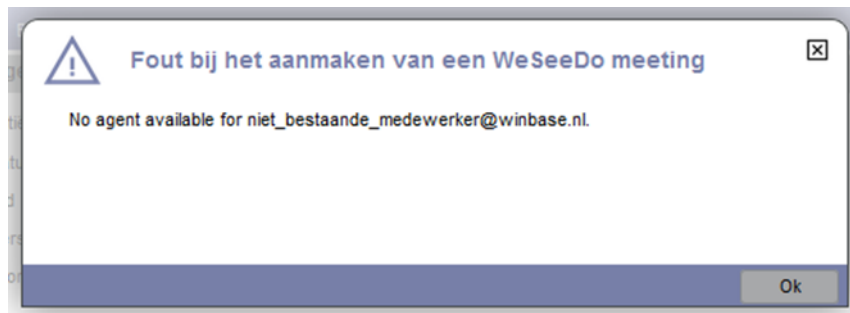 Fout bij het aanmaken van een WeSeeDo meeting
No agent available for niet_bestaande_medewerker@winbase.nl.
Ok